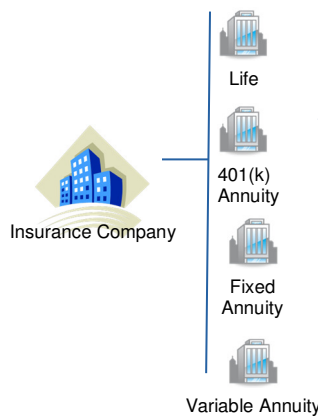 Life
401(k)
Annuity
Insurance Company
Fixed
Annuity
Variable Annuity